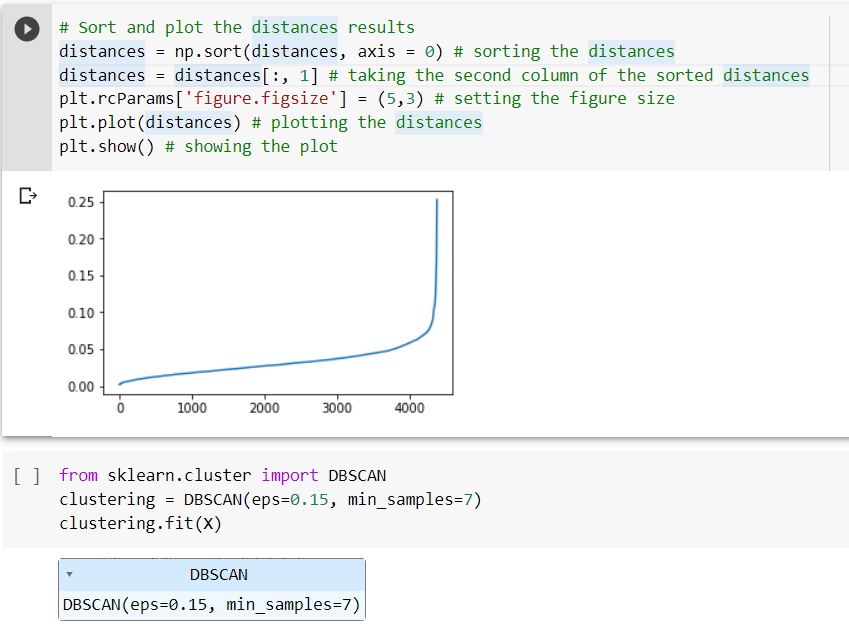 # Sort and plot the distances results
distances = np.sort(distances, axis = 0) # sorting the distances
distances = distances[:, 1] # taking the second column of the sorted distances
plt.rcParams['figure.figsize'] = (5,3) # setting the figure size
plt.plot(distances) # plotting the distances
plt.show() # showing the plot
0.25
0.20
0.15
0.10
0.05
0.00
0 1000 2000 3000 4000
[ ] from sklearn.cluster import DBSCAN
clustering = DBSCAN(eps=0.15, min_samples=7)
clustering.fit(X)
▾ DBSCAN
DBSCAN(eps=0.15, min_samples=7)